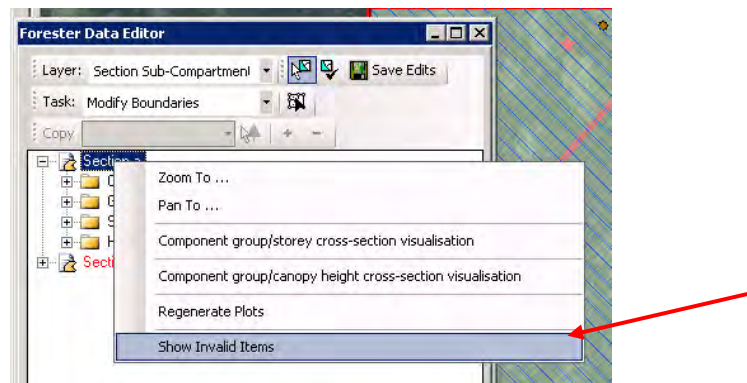 Forester Data Editor
Layer: Section Sub-Compartment Save Edits
Task: Modify Boundaries
Copy
Section a
Zoom To ...
Pan To ...
Component group/storey cross-section visualisation
Component group/canopy height cross-section visualisation
Regenerate Plots
Show Invalid Items